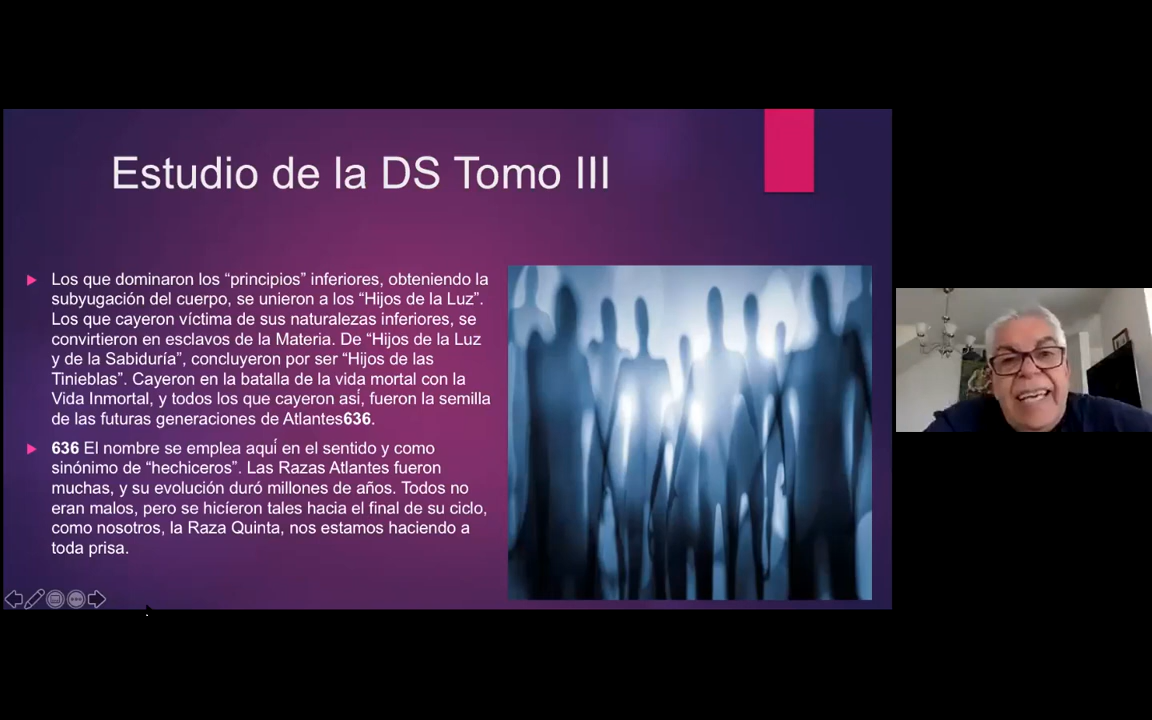 Estudio de la DS Tomo III
Los que dominaron los “principios” inferiores, obteniendo la
subyugación del cuerpo, se unieron a los “Hijos de la Luz”.
Los que cayeron víctima de sus naturalezas inferiores, se
convirtieron en esclavos de la Materia. De “Hijos de la Luz
y de la Sabiduría”, concluyeron por ser “Hijos de las
Tinieblas”. Cayeron en la batalla de la vida mortal con la
Vida Inmortal, y todos los que cayeron así, fueron la semilla
de las futuras generaciones de Atlantes636.
636 El nombre se emplea aquí en el sentido y como
sinónimo de “hechiceros”. Las Razas Atlantes fueron
muchas, y su evolución duró millones de años. Todos no
eran malos, pero se hicíeron tales hacia el final de su ciclo,
como nosotros, la Raza Quinta, nos estamos haciendo a
toda prisa.